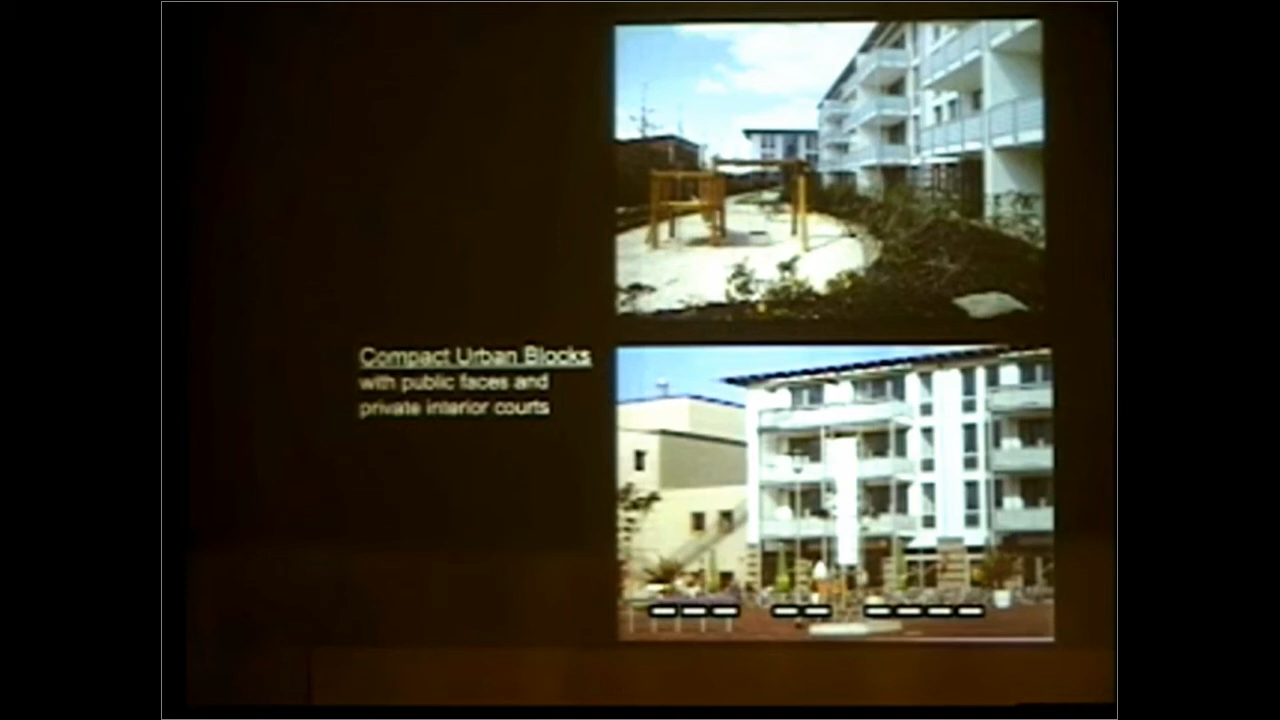 Compact Urban Blocks
with public faces and
private interior courts
--- -- ----